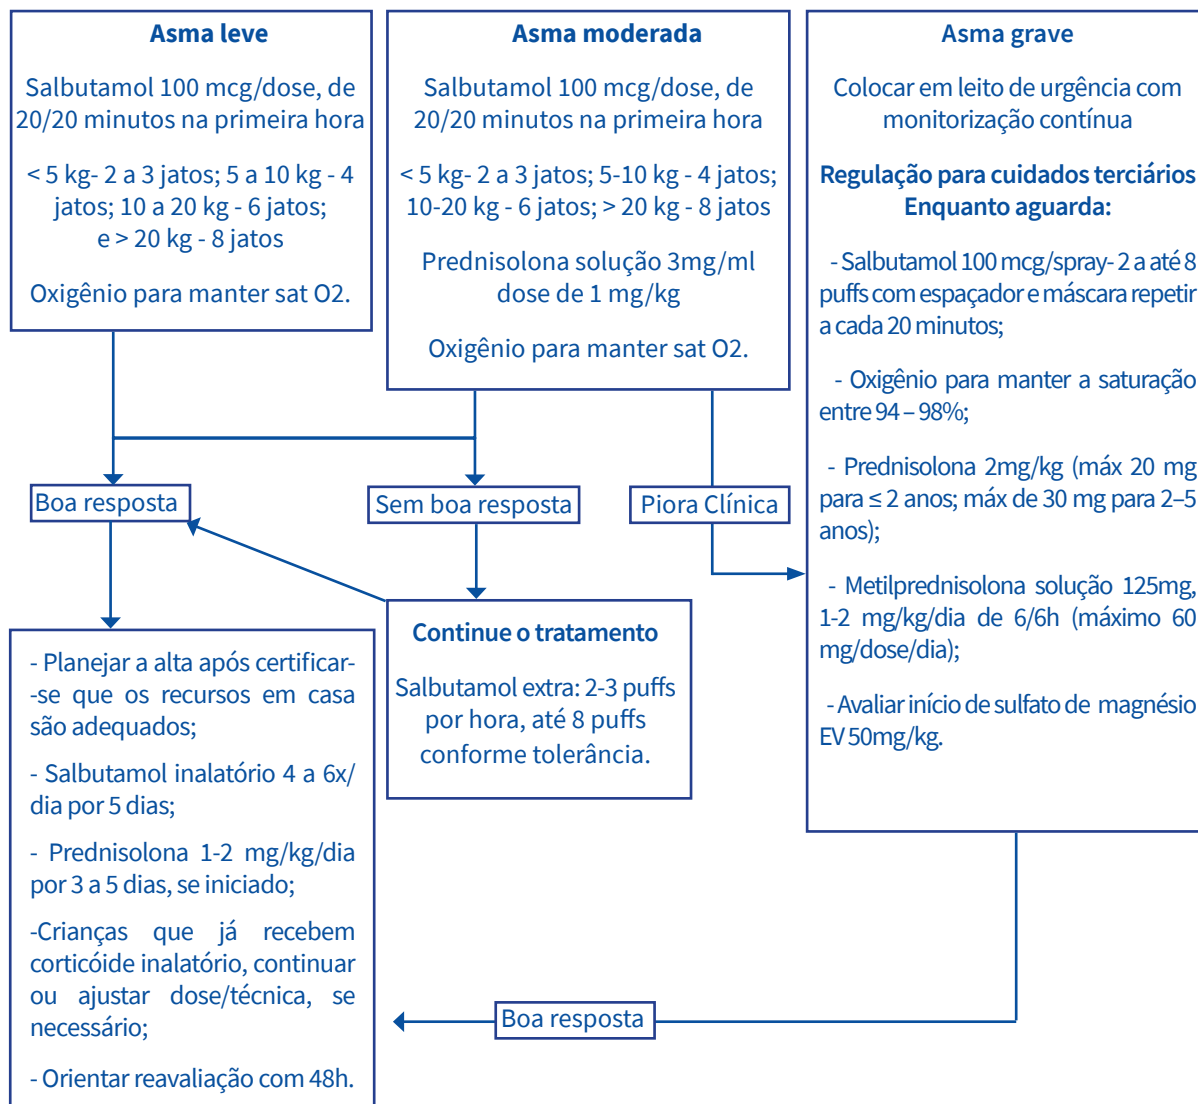 Asma leve
Salbutamol 100 mcg/dose, de
20/20 minutos na primeira hora
< 5 kg- 2 a 3 jatos; 5 a 10 kg - 4
jatos; 10 a 20 kg - 6 jatos;
e > 20 kg - 8 jatos
Oxigênio para manter sat O2.
Asma moderada
Salbutamol 100 mcg/dose, de
20/20 minutos na primeira hora
< 5 kg- 2 a 3 jatos; 5-10 kg - 4 jatos;
10-20 kg - 6 jatos; > 20 kg - 8 jatos
Prednisolona solução 3mg/ml
dose de 1 mg/kg
Oxigênio para manter sat O2.
Asma grave
Colocar em leito de urgência com
monitorização contínua
Regulação para cuidados terciários
Enquanto aguarda:
- Salbutamol 100 mcg/spray- 2 a até 8
puffs com espaçador e máscara repetir
a cada 20 minutos;
- Oxigênio para manter a saturação
entre 94 – 98%;
- Prednisolona 2mg/kg (máx 20 mg
para ≤ 2 anos; máx de 30 mg para 2–5
anos);
- Metilprednisolona solução 125mg,
1-2 mg/kg/dia de 6/6h (máximo 60
mg/dose/dia);
- Avaliar início de sulfato de magnésio
EV 50mg/kg.
Boa resposta
Sem boa resposta
Piora Clínica
Continue o tratamento
Salbutamol extra: 2-3 puffs
por hora, até 8 puffs
conforme tolerância.
- Planejar a alta após certificar-
-se que os recursos em casa
são adequados;
- Salbutamol inalatório 4 a 6x/
dia por 5 dias;
- Prednisolona 1-2 mg/kg/dia
por 3 a 5 dias, se iniciado;
-Crianças que já recebem
corticóide inalatório, continuar
ou ajustar dose/técnica, se
necessário;
- Orientar reavaliação com 48h.
Boa resposta